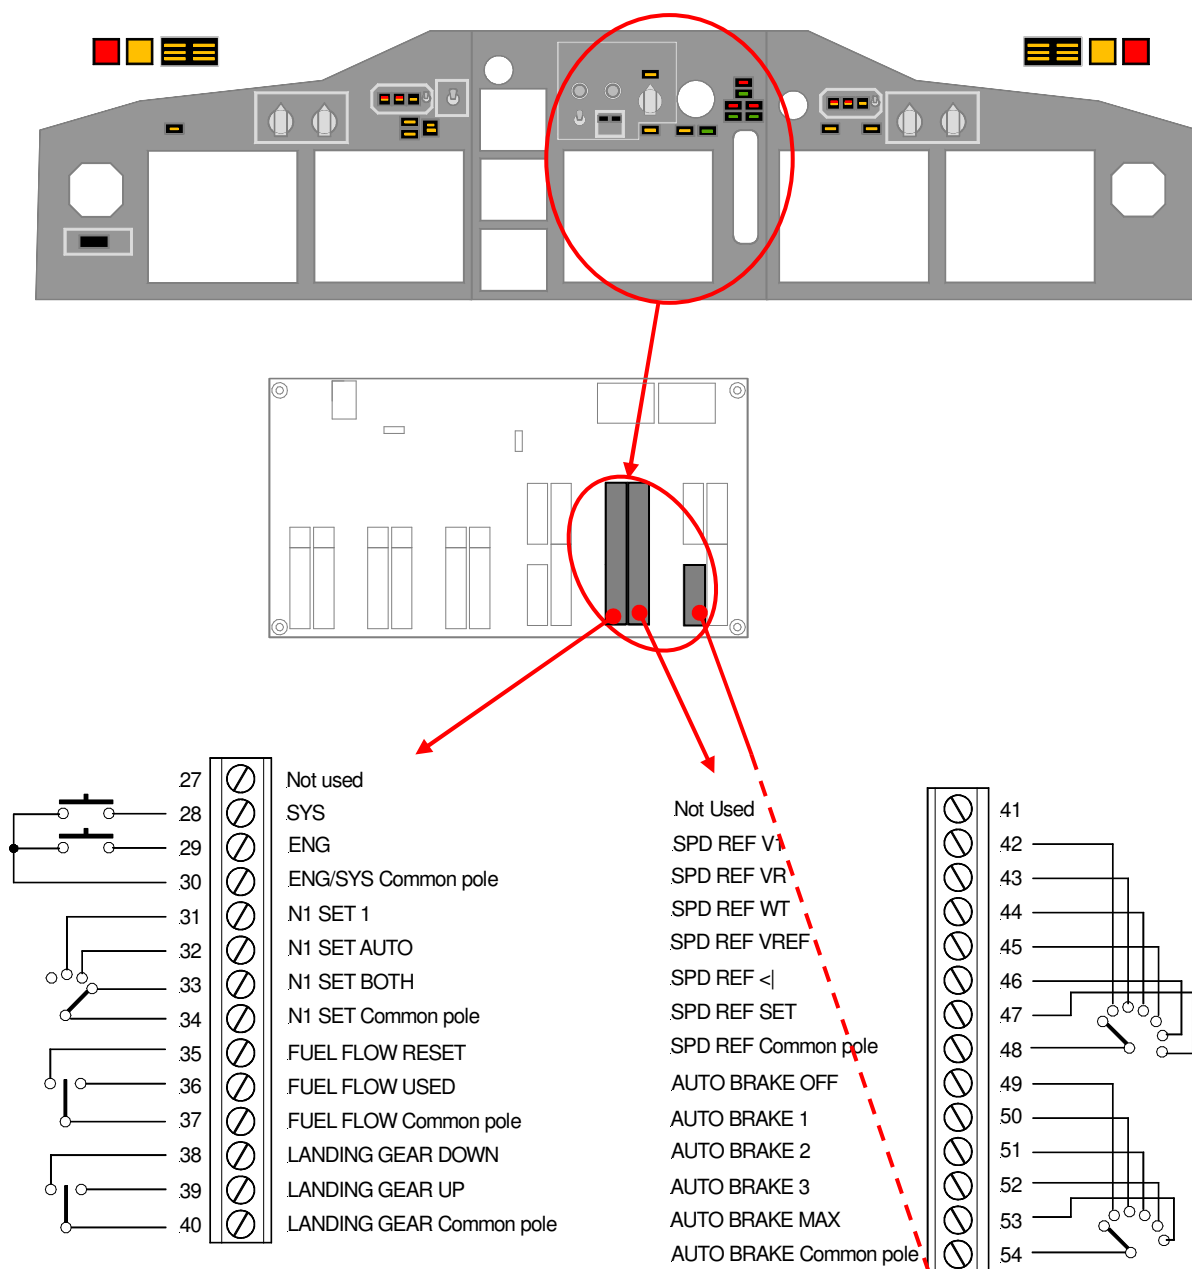 27 Not used
28 SYS
29 ENG
30 ENG/SYS Common pole
31 N1 SET 1
32 N1 SET AUTO
33 N1 SET BOTH
34 N1 SET Common pole
35 FUEL FLOW RESET
36 FUEL FLOW USED
37 FUEL FLOW Common pole
38 LANDING GEAR DOWN
39 LANDING GEAR UP
40 LANDING GEAR Common pole
Not Used 41
SPD REF V1 42
SPD REF VR 43
SPD REF WT 44
SPD REF VREF 45
SPD REF <| 46
SPD REF SET 47
SPD REF Common pole 48
AUTO BRAKE OFF 49
AUTO BRAKE 1 50
AUTO BRAKE 2 51
AUTO BRAKE 3 52
AUTO BRAKE MAX 53
AUTO BRAKE Common pole 54